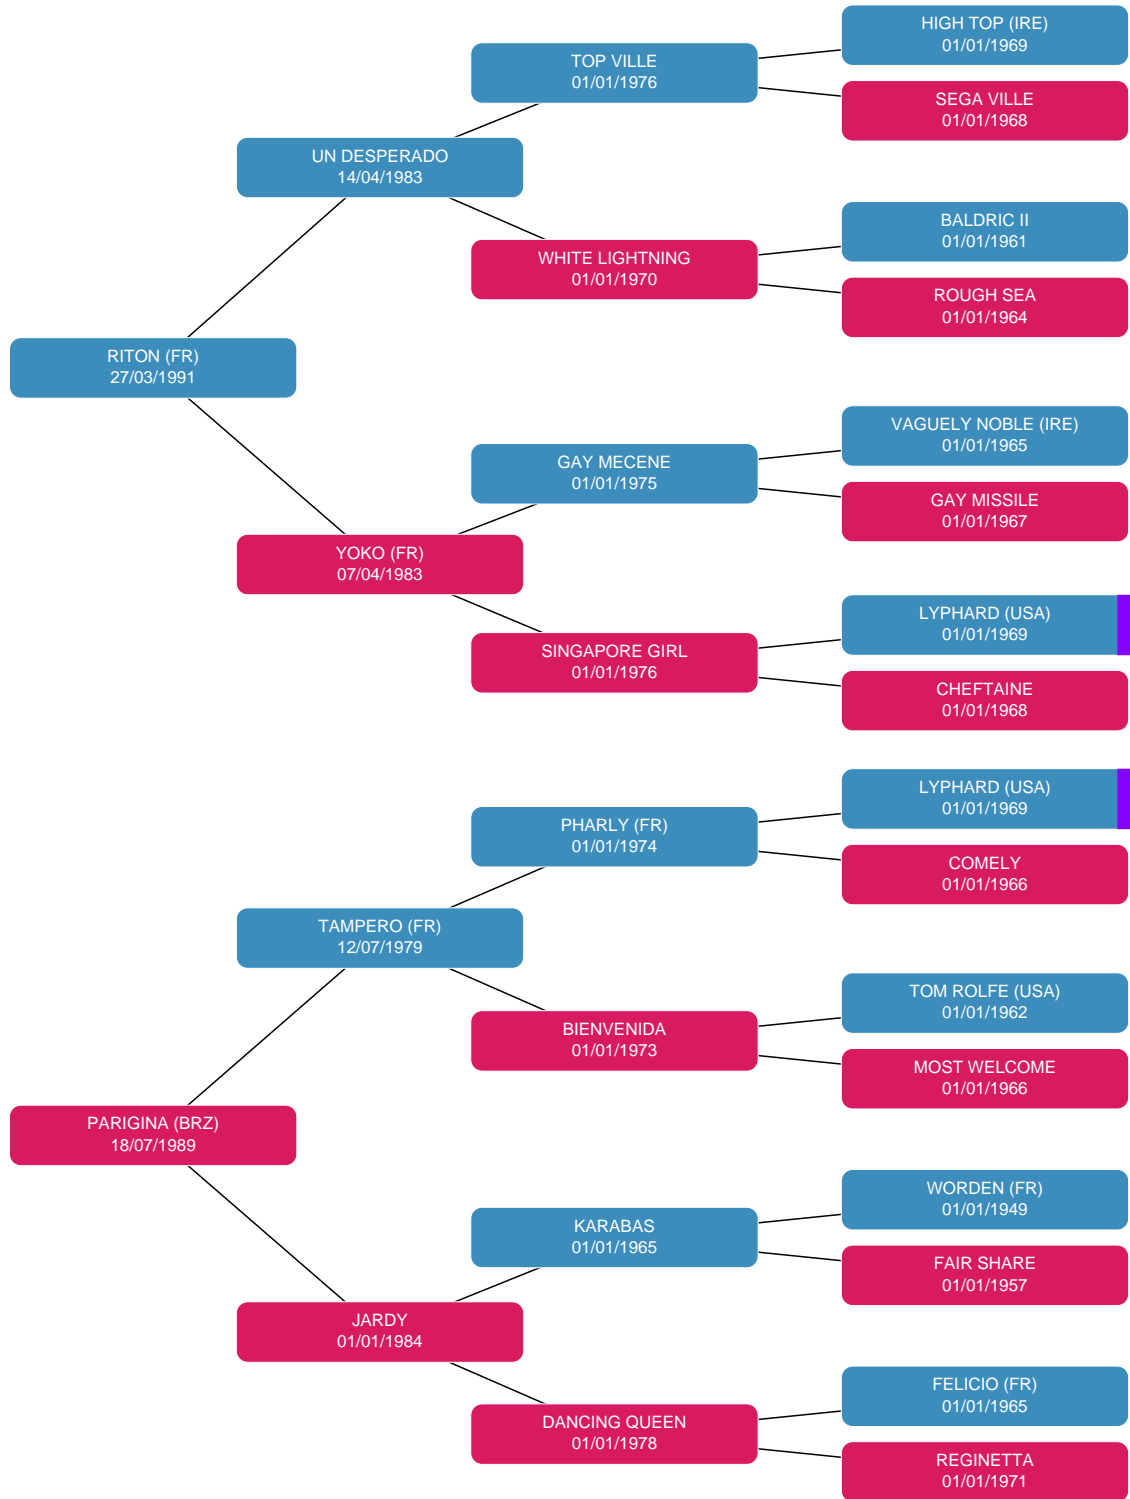 HIGH TOP (IRE)
01/01/1969
TOP VILLE
01/01/1976
SEGA VILLE
01/01/1968
UN DESPERADO
14/04/1983
BALDRIC II
01/01/1961
WHITE LIGHTNING
01/01/1970
ROUGH SEA
01/01/1964
RITON (FR)
27/03/1991
VAGUELY NOBLE (IRE)
01/01/1965
GAY MECENE
01/01/1975
GAY MISSILE
01/01/1967
YOKO (FR)
07/04/1983
LYPHARD (USA)
01/01/1969
SINGAPORE GIRL
01/01/1976
CHEFTAINE
01/01/1968
LYPHARD (USA)
01/01/1969
PHARLY (FR)
01/01/1974
COMELY
01/01/1966
TAMPERO (FR)
12/07/1979
TOM ROLFE (USA)
01/01/1962
BIENVENIDA
01/01/1973
MOST WELCOME
01/01/1966
PARIGINA (BRZ)
18/07/1989
WORDEN (FR)
01/01/1949
KARABAS
01/01/1965
FAIR SHARE
01/01/1957
JARDY
01/01/1984
FELICIO (FR)
01/01/1965
DANCING QUEEN
01/01/1978
REGINETTA
01/01/1971